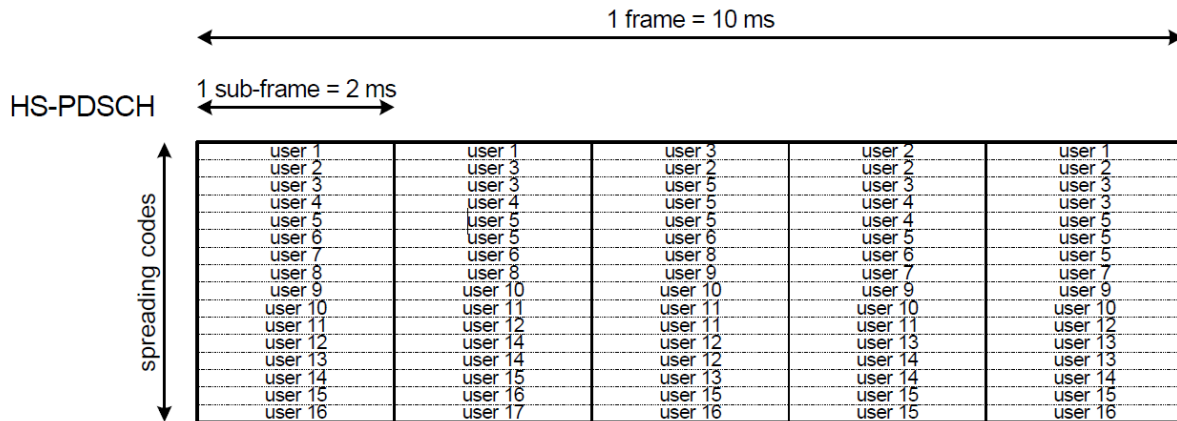 1 frame = 10 ms
1 sub-frame = 2 ms
HS-PDSCH
spreading codes
user 1 user 1 user 3 user 2 user 1
user 2 user 3 user 2 user 2 user 2
user 3 user 3 user 5 user 3 user 3
user 4 user 4 user 5 user 4 user 3
user 5 user 5 user 5 user 4 user 5
user 6 user 5 user 6 user 5 user 5
user 7 user 6 user 8 user 6 user 5
user 8 user 8 user 9 user 7 user 7
user 9 user 10 user 10 user 9 user 9
user 10 user 11 user 11 user 10 user 10
user 11 user 12 user 11 user 11 user 12
user 12 user 14 user 12 user 13 user 13
user 13 user 14 user 12 user 14 user 13
user 14 user 15 user 13 user 14 user 14
user 15 user 16 user 15 user 15 user 15
user 16 user 17 user 16 user 15 user 16